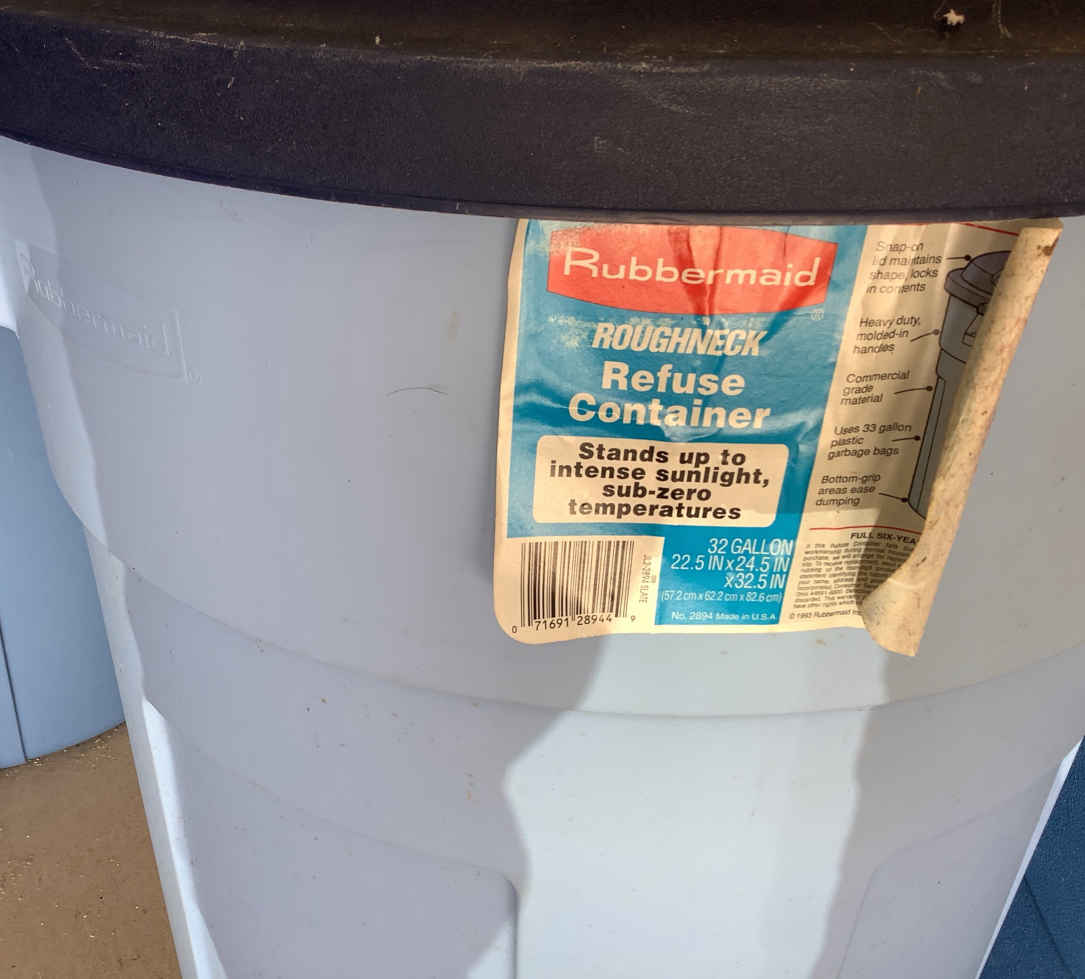 Rubbermaid
Rubbermaid
®
ROUGHNECK
Refuse
Container
Stands up to
intense sunlight,
sub-zero
temperatures
32 GALLON
22.5 IN x 24.5 IN
x 32.5 IN
(57.2 cm x 62.2 cm x 82.6 cm)
No. 2894 Made in U.S.A.
0 71691 28944 9
Snap-on
lid maintains
shape, locks
in contents
Heavy duty,
molded-in
handles
Commercial
grade
material
Uses 33 gallon
plastic
garbage bags
Bottom-grip
areas ease
dumping
FULL SIX-YEA
© 1993 Rubbermaid